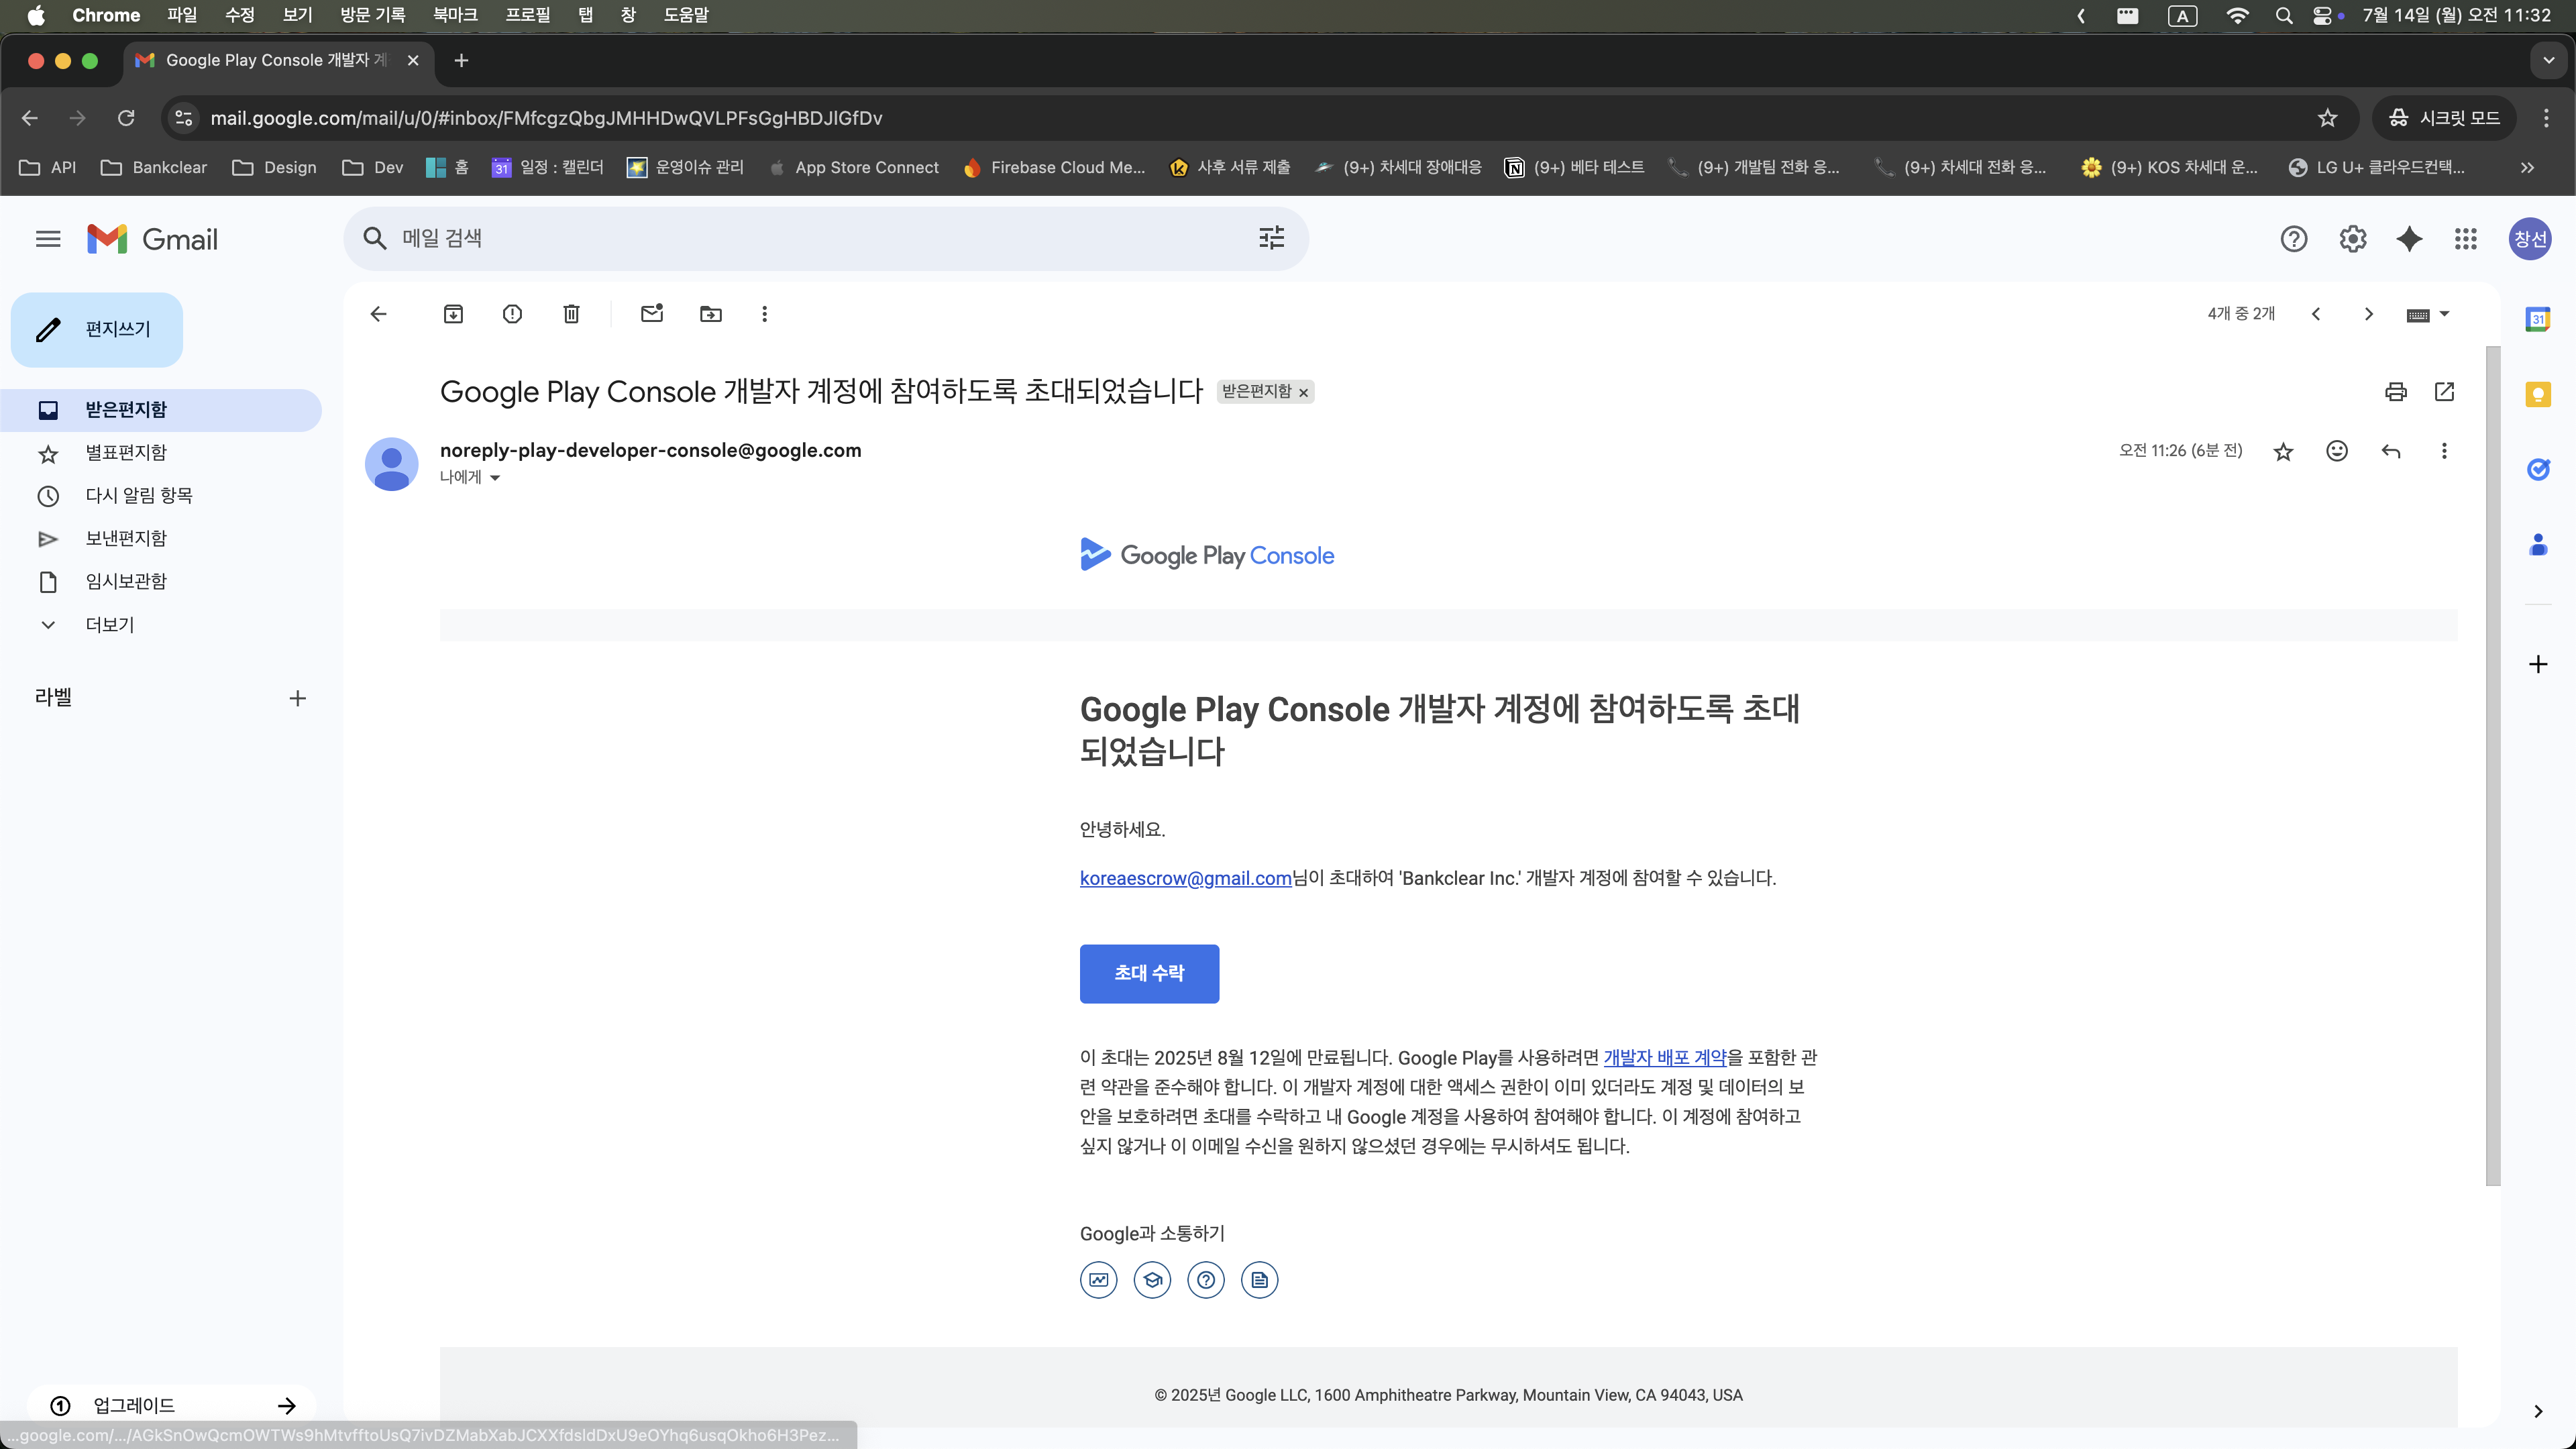 Chrome 파일 수정 보기 방문 기록 북마크 프로필 탭 창 도움말 A 7월 14일 (월) 오전 11:32
Google Play Console 개발자 계
mail.google.com/mail/u/0/#inbox/FMfcgzQbgJMHHDwQVLPFsGgHBDJlGfDv 시크릿 모드
API Bankclear Design Dev 홈 31 일정 : 캘린더 운영이슈 관리 App Store Connect Firebase Cloud Me... 사후 서류 제출 (9+) 차세대 장애대응 (9+) 베타 테스트 (9+) 개발팀 전화 응... (9+) 차세대 전화 응... (9+) KOS 차세대 운... LG U+ 클라우드컨택...
Gmail 메일 검색 창선
편지쓰기
받은편지함
별표편지함
다시 알림 항목
보낸편지함
임시보관함
더보기
라벨
업그레이드
4개 중 2개
31
Google Play Console 개발자 계정에 참여하도록 초대되었습니다 받은편지함 x
noreply-play-developer-console@google.com 오전 11:26 (6분 전)
나에게
Google Play Console
Google Play Console 개발자 계정에 참여하도록 초대
되었습니다
안녕하세요.
koreaescrow@gmail.com님이 초대하여 'Bankclear Inc.' 개발자 계정에 참여할 수 있습니다.
초대 수락
이 초대는 2025년 8월 12일에 만료됩니다. Google Play를 사용하려면 개발자 배포 계약을 포함한 관
련 약관을 준수해야 합니다. 이 개발자 계정에 대한 액세스 권한이 이미 있더라도 계정 및 데이터의 보
안을 보호하려면 초대를 수락하고 내 Google 계정을 사용하여 참여해야 합니다. 이 계정에 참여하고
싶지 않거나 이 이메일 수신을 원하지 않으셨던 경우에는 무시하셔도 됩니다.
Google과 소통하기
© 2025년 Google LLC, 1600 Amphitheatre Parkway, Mountain View, CA 94043, USA
...google.com/.../AGkSnOwQcmOWTWs9hMtvfftoUsQ7ivDZMabXabJCXXfdsldDxU9eOYhq6usqOkho6H3Pez...